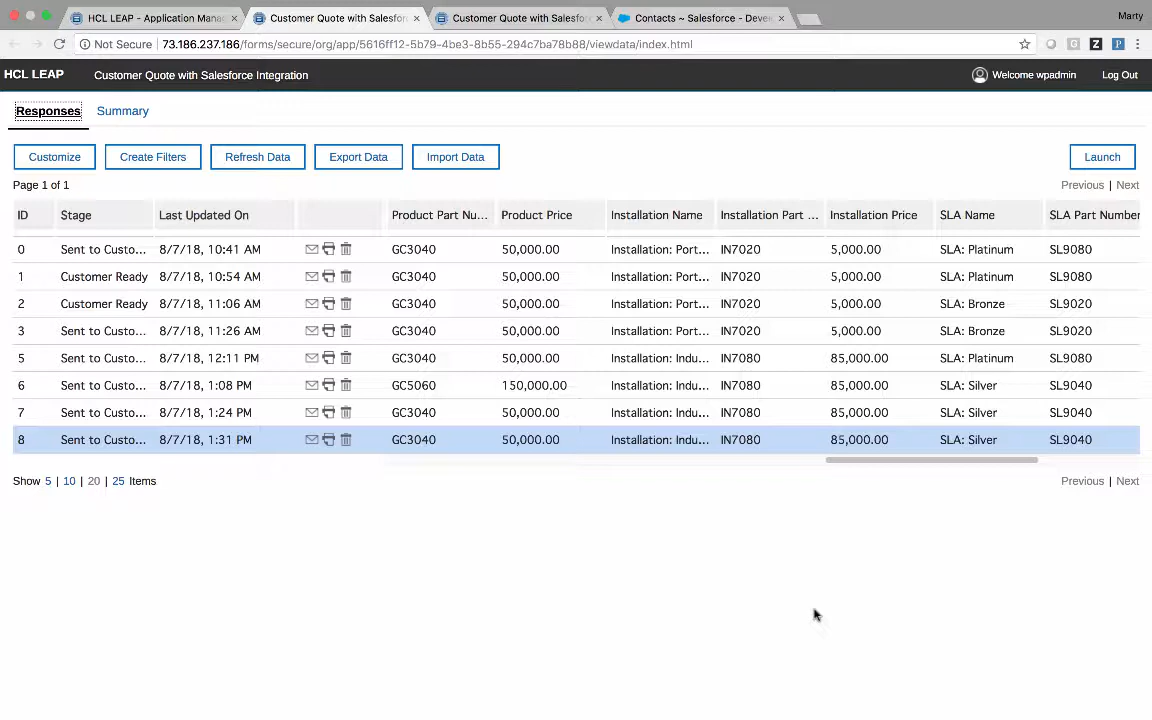 HCL LEAP - Application Mana
Customer Quote with Salesfor
Customer Quote with Salesfor
Contacts ~ Salesforce - Deve
Marty
Not Secure 73.186.237.186/forms/secure/org/app/5616ff12-5b79-4be3-8b55-294c7ba78b88/viewdata/index.html
HCL LEAP Customer Quote with Salesforce Integration Welcome wpadmin Log Out
Responses Summary
Customize Create Filters Refresh Data Export Data Import Data Launch
Page 1 of 1 Previous | Next
ID Stage Last Updated On Product Part Nu... Product Price Installation Name Installation Part ... Installation Price SLA Name SLA Part Number
0 Sent to Custo... 8/7/18, 10:41 AM GC3040 50,000.00 Installation: Port... IN7020 5,000.00 SLA: Platinum SL9080
1 Customer Ready 8/7/18, 10:54 AM GC3040 50,000.00 Installation: Port... IN7020 5,000.00 SLA: Platinum SL9080
2 Customer Ready 8/7/18, 11:06 AM GC3040 50,000.00 Installation: Port... IN7020 5,000.00 SLA: Bronze SL9020
3 Sent to Custo... 8/7/18, 11:26 AM GC3040 50,000.00 Installation: Port... IN7020 5,000.00 SLA: Bronze SL9020
5 Sent to Custo... 8/7/18, 12:11 PM GC3040 50,000.00 Installation: Indu... IN7080 85,000.00 SLA: Platinum SL9080
6 Sent to Custo... 8/7/18, 1:08 PM GC5060 150,000.00 Installation: Indu... IN7080 85,000.00 SLA: Silver SL9040
7 Sent to Custo... 8/7/18, 1:24 PM GC3040 50,000.00 Installation: Indu... IN7080 85,000.00 SLA: Silver SL9040
8 Sent to Custo... 8/7/18, 1:31 PM GC3040 50,000.00 Installation: Indu... IN7080 85,000.00 SLA: Silver SL9040
Show 5 | 10 | 20 | 25 Items Previous | Next